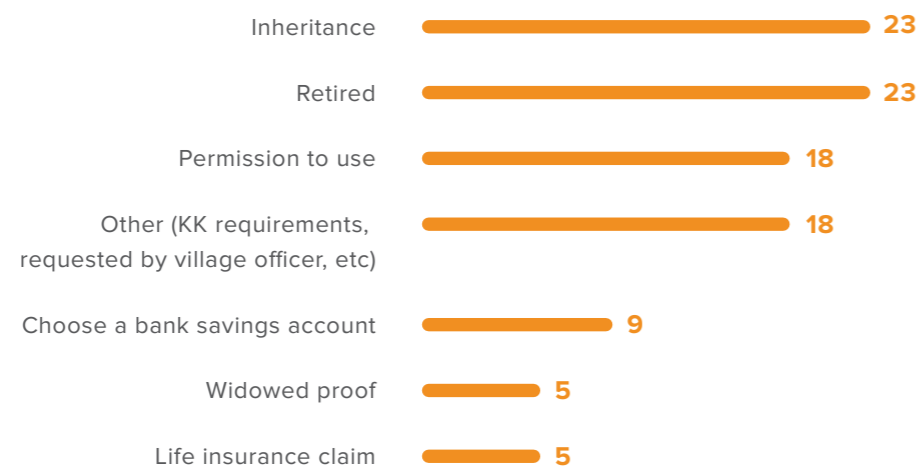 Inheritance 23
Retired 23
Permission to use 18
Other (KK requirements, 18
requested by village officer, etc)
Choose a bank savings account 9
Widowed proof 5
Life insurance claim 5